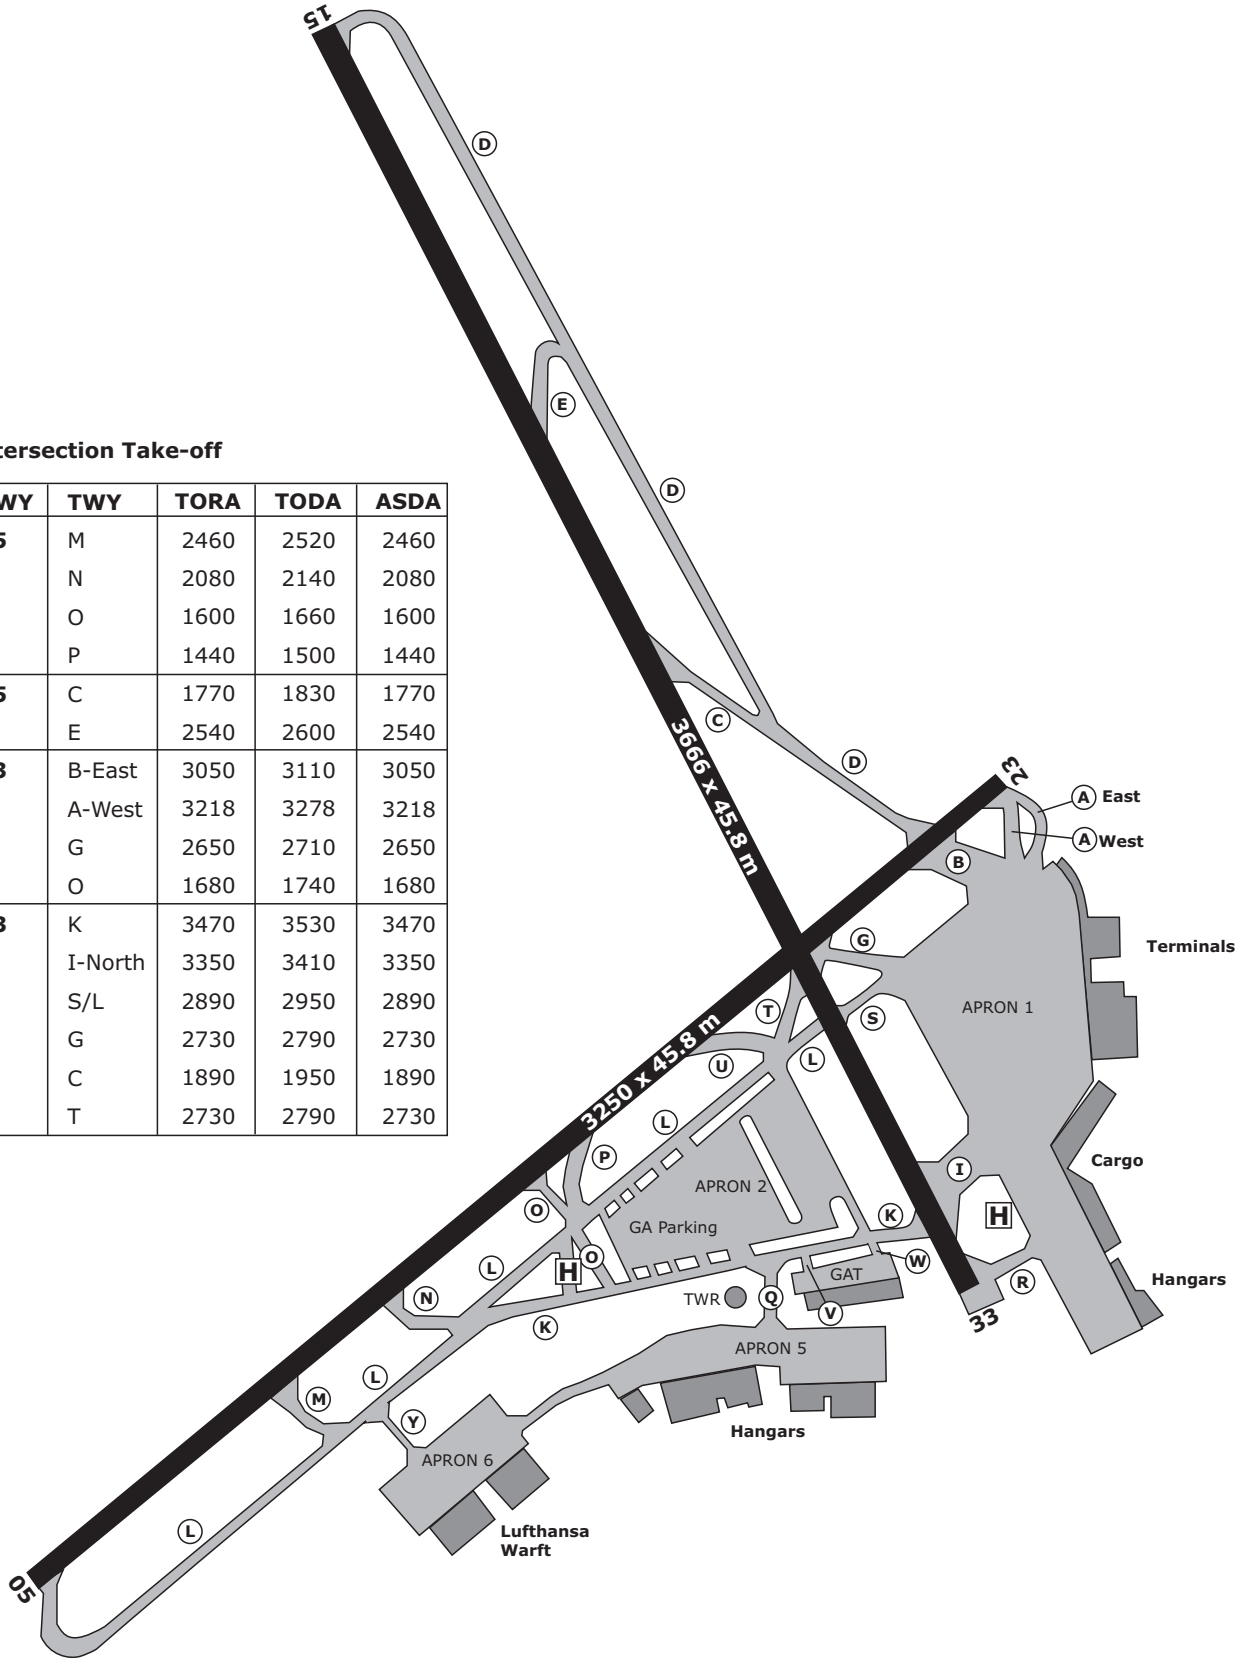 15
D
E
D
tersection Take-off
WY TWY TORA TODA ASDA
5 M 2460 2520 2460
N 2080 2140 2080
O 1600 1660 1600
P 1440 1500 1440
5 C 1770 1830 1770
E 2540 2600 2540
3 B-East 3050 3110 3050
A-West 3218 3278 3218
G 2650 2710 2650
O 1680 1740 1680
3 K 3470 3530 3470
I-North 3350 3410 3350
S/L 2890 2950 2890
G 2730 2790 2730
C 1890 1950 1890
T 2730 2790 2730
C
3666 x 45.8 m
D
23
A East
A West
B
G
Terminals
APRON 1
T
S
3250 x 45.8 m
U
L
L
P
Cargo
I
APRON 2
O
K
H
GA Parking
O
L
H
W
GAT
R
Hangars
N
TWR
Q
V
33
K
APRON 5
L
M
Y
Hangars
APRON 6
L
Lufthansa
Warft
05